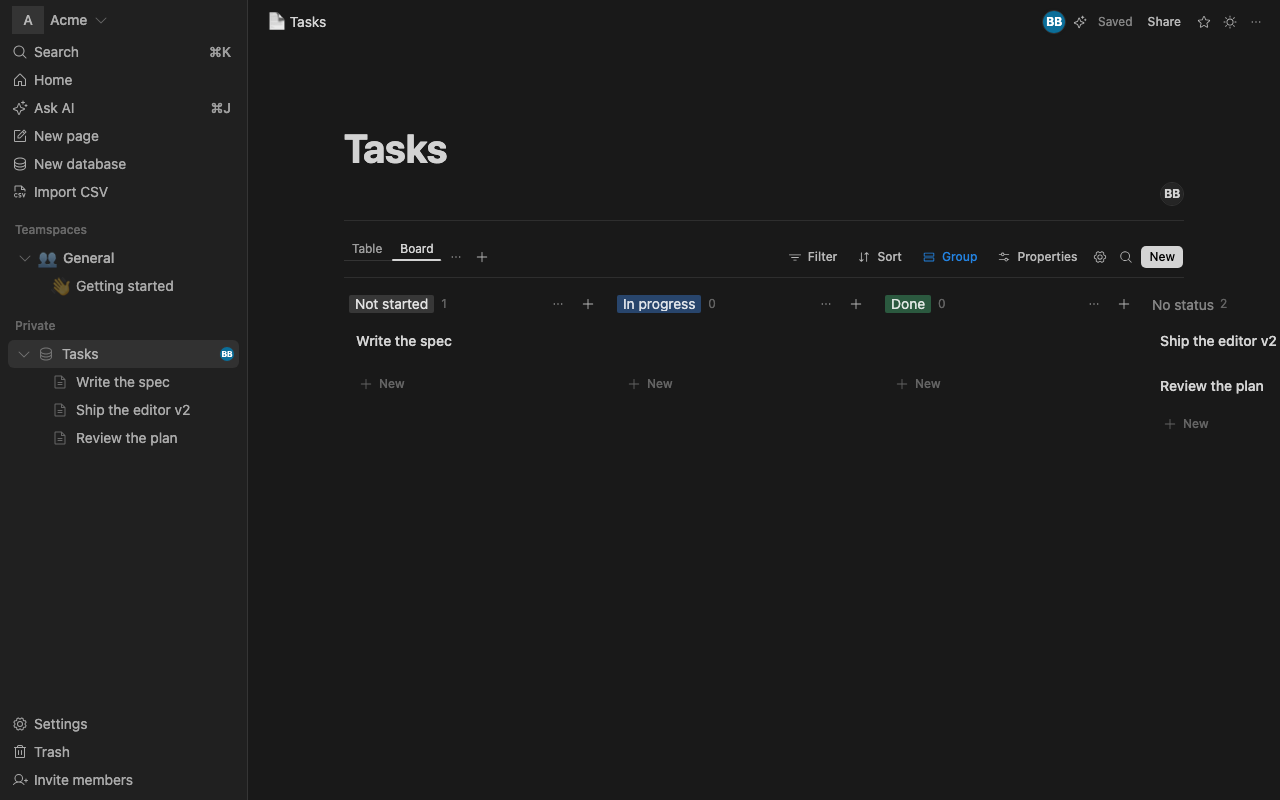 A Acme
Search ⌘K
Home
Ask AI ⌘J
New page
New database
Import CSV
Teamspaces
General
Getting started
Private
Tasks BB
Write the spec
Ship the editor v2
Review the plan
Settings
Trash
Invite members
Tasks
BB Saved Share
Tasks
BB
Table Board
Filter Sort Group Properties New
Not started 1
In progress 0
Done 0
No status 2
Write the spec
Ship the editor v2
Review the plan
New
New
New
New